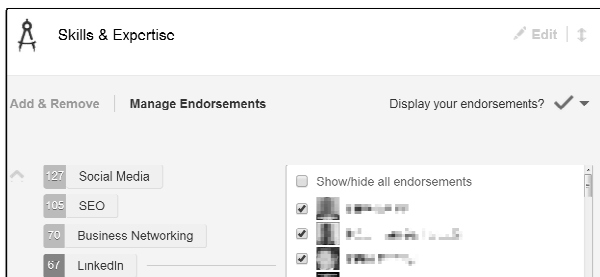 Skills & Expertise
Edit
Add & Remove
Manage Endorsements
Display your endorsements?
127 Social Media
105 SEO
70 Business Networking
67 LinkedIn
Show/hide all endorsements